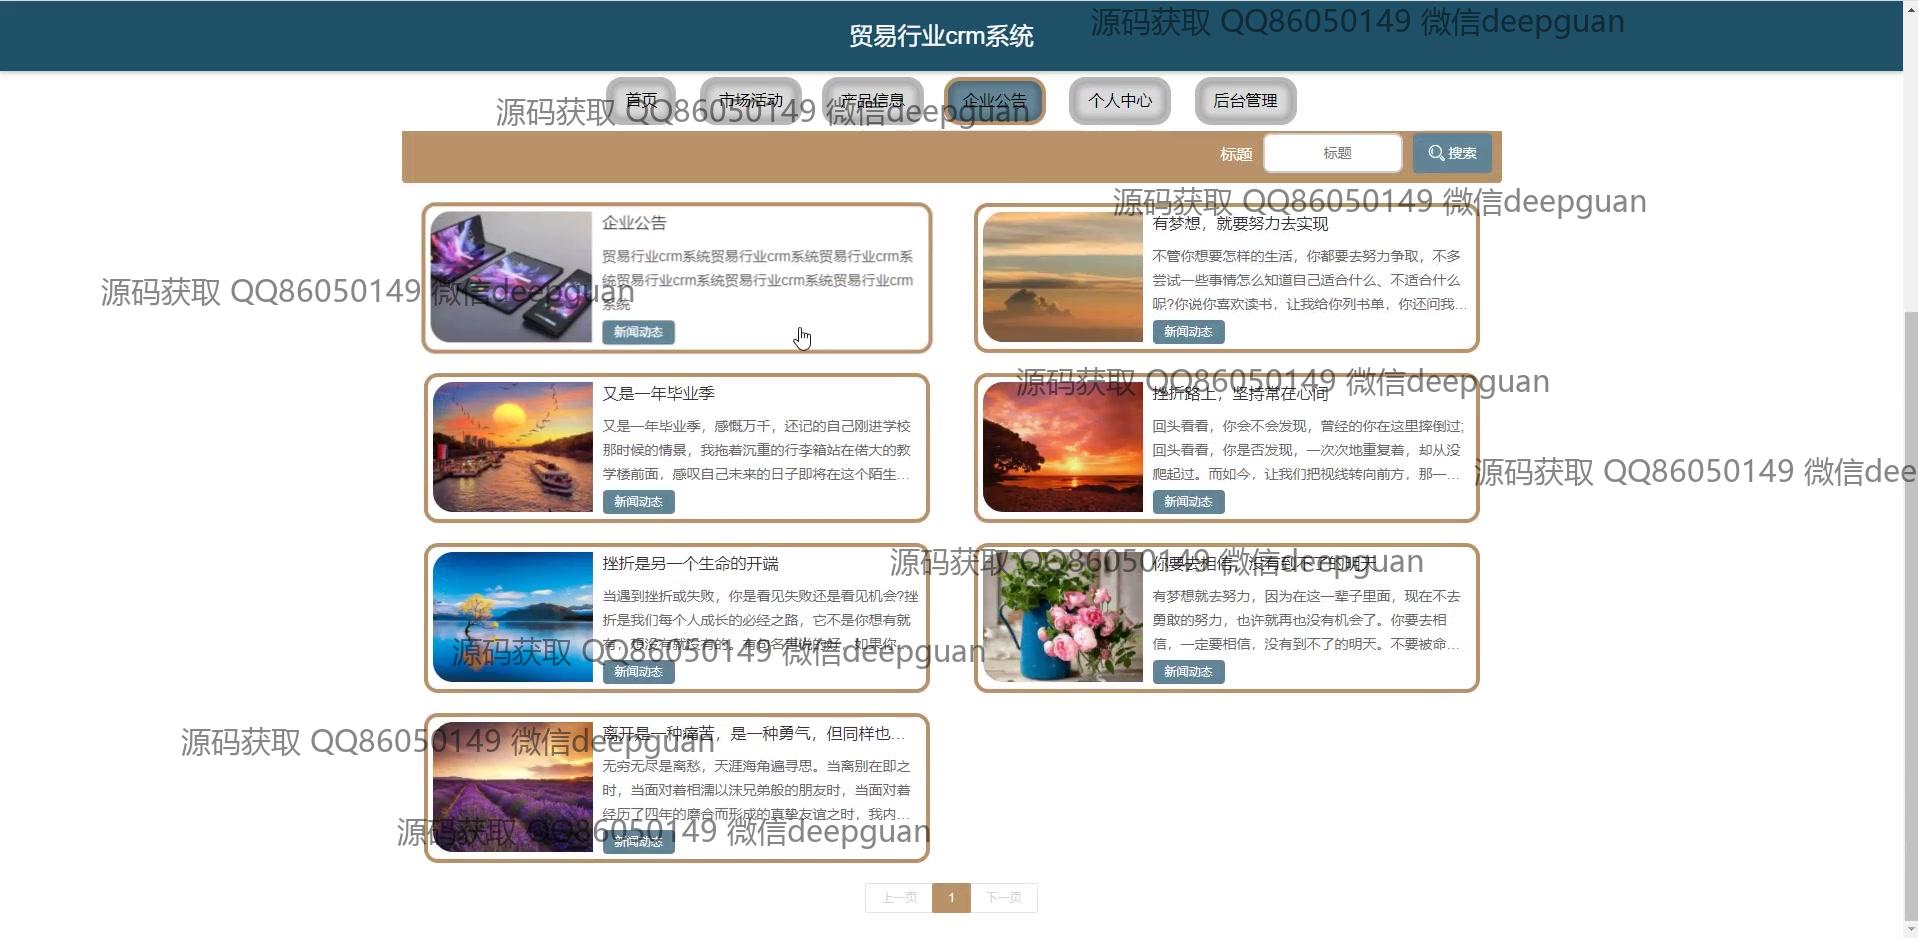 贸易行业crm系统
源码获取 QQ86050149 微信deepguan
首页
市场活动
产品信息
企业公告
个人中心
后台管理
源码获取 QQ86050149 微信deepguan
标题
标题
搜索
源码获取 QQ86050149 微信deepguan
企业公告
贸易行业crm系统贸易行业crm系统贸易行业crm系
统贸易行业crm系统贸易行业crm系统贸易行业crm
系统
新闻动态
源码获取 QQ86050149 微信deepguan
有梦想，就要努力去实现
不管你想要怎样的生活，你都要去努力争取，不多
尝试一些事情怎么知道自己适合什么、不适合什么
呢?你说你喜欢读书，让我给你列书单，你还问我…
新闻动态
又是一年毕业季
又是一年毕业季，感慨万千，还记的自己刚进学校
那时候的情景，我拖着沉重的行李箱站在偌大的教
学楼前面，感叹自己未来的日子即将在这个陌生…
新闻动态
源码获取 QQ86050149 微信deepguan
挫折路上，坚持常在心间
回头看看，你会不会发现，曾经的你在这里摔倒过;
回头看看，你是否发现，一次次地重复着，却从没
爬起过。而如今，让我们把视线转向前方，那一…
新闻动态
源码获取 QQ86050149 微信dee
挫折是另一个生命的开端
当遇到挫折或失败，你是看见失败还是看见机会?挫
折是我们每个人成长的必经之路，它不是你想有就
有，想没有就没有的。有句名言说的好，如果你…
新闻动态
源码获取 QQ86050149 微信deepguan
源码获取 QQ86050149 微信deepguan
你要去相信，没有到不了的明天
有梦想就去努力，因为在这一辈子里面，现在不去
勇敢的努力，也许就再也没有机会了。你要去相
信，一定要相信，没有到不了的明天。不要被命…
新闻动态
源码获取 QQ86050149 微信deepguan
离开是一种痛苦，是一种勇气，但同样也…
无穷无尽是离愁，天涯海角遍寻思。当离别在即之
时，当面对着相濡以沫兄弟般的朋友时，当面对着
经历了四年的磨合而形成的真挚友谊之时，我内…
新闻动态
源码获取 QQ86050149 微信deepguan
上一页
1
下一页